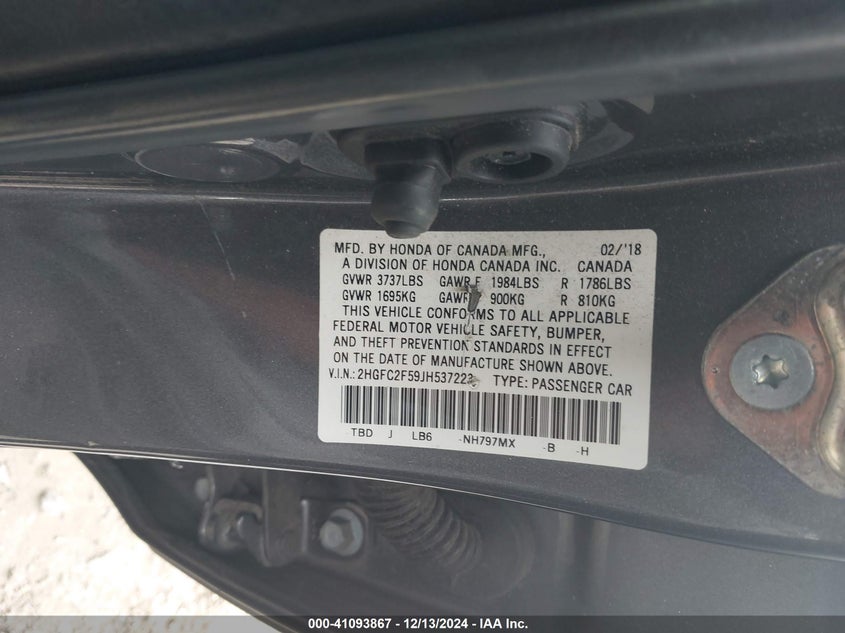 MFD. BY HONDA OF CANADA MFG., 02/'18
A DIVISION OF HONDA CANADA INC. CANADA
GVWR 3737LBS GAWR F 1984LBS R 1786LBS
GVWR 1695KG GAWR 900KG R 810KG
THIS VEHICLE CONFORMS TO ALL APPLICABLE
FEDERAL MOTOR VEHICLE SAFETY, BUMPER,
AND THEFT PREVENTION STANDARDS IN EFFECT
ON THE DATE OF MANUFACTURE SHOWN ABOVE.
V.I.N.: 2HGFC2F59JH537223 TYPE: PASSENGER CAR
TBD J LB6 -NH797MX -B -H
000-41093867 - 12/13/2024 - IAA Inc.